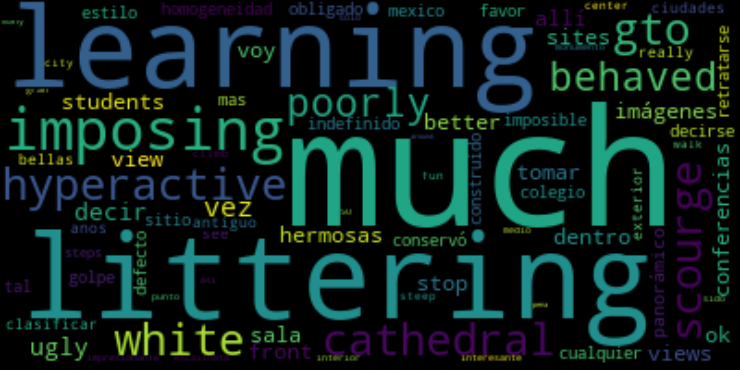 estilo homogeneidad obligado mexico favor center ciudades
learning
voy
alli
sites gto
really
city
behaved
retratarse
students mas poorly
imposing
indefinido better imposible imágenes
decirse
bellas view
walk
hyperactive
much
fun
construido
tomar
colegio
exterior
scourge
conferencias
decir sitio antiguo vez
anos
see
hermosas conservó dentro
medio
steps
defecto
littering
golpe
stop
steep
tal
punto
panorámico
sido
clasificar
white sala cathedral
ok
ugly
front
interior
interesante
cualquier views